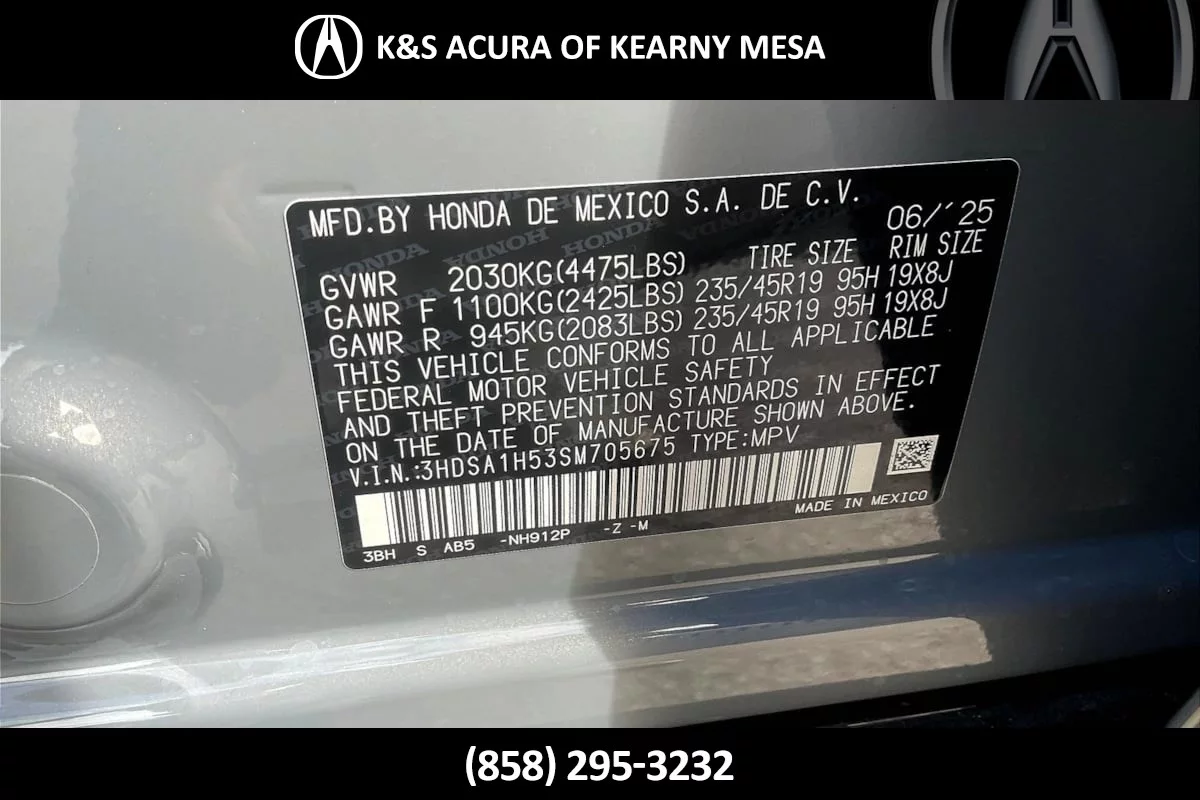 K&S ACURA OF KEARNY MESA
MFD.BY HONDA DE MEXICO S.A. DE C.V. 06/´25
TIRE SIZE RIM SIZE
GVWR 2030KG(4475LBS)
GAWR F 1100KG(2425LBS) 235/45R19 95H 19X8J
GAWR R 945KG(2083LBS) 235/45R19 95H 19X8J
THIS VEHICLE CONFORMS TO ALL APPLICABLE
FEDERAL MOTOR VEHICLE SAFETY
AND THEFT PREVENTION STANDARDS IN EFFECT
ON THE DATE OF MANUFACTURE SHOWN ABOVE.
V.I.N.:3HDSA1H53SM705675 TYPE:MPV
MADE IN MEXICO
3BH S AB5 -NH912P -Z -M
(858) 295-3232